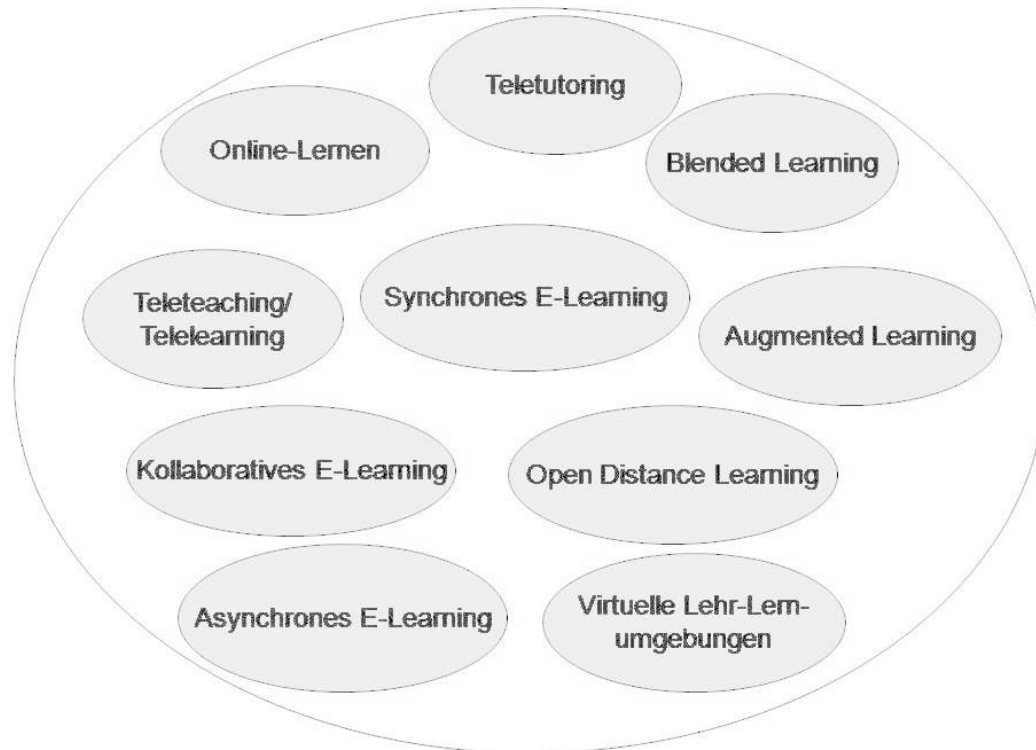 Teletutoring
Online-Lernen
Blended Learning
Teleteaching/
Telelearning
Synchrones E-Learning
Augmented Learning
Kollaboratives E-Learning
Open Distance Learning
Asynchrones E-Learning
Virtuelle Lehr-Lern-
umgebungen